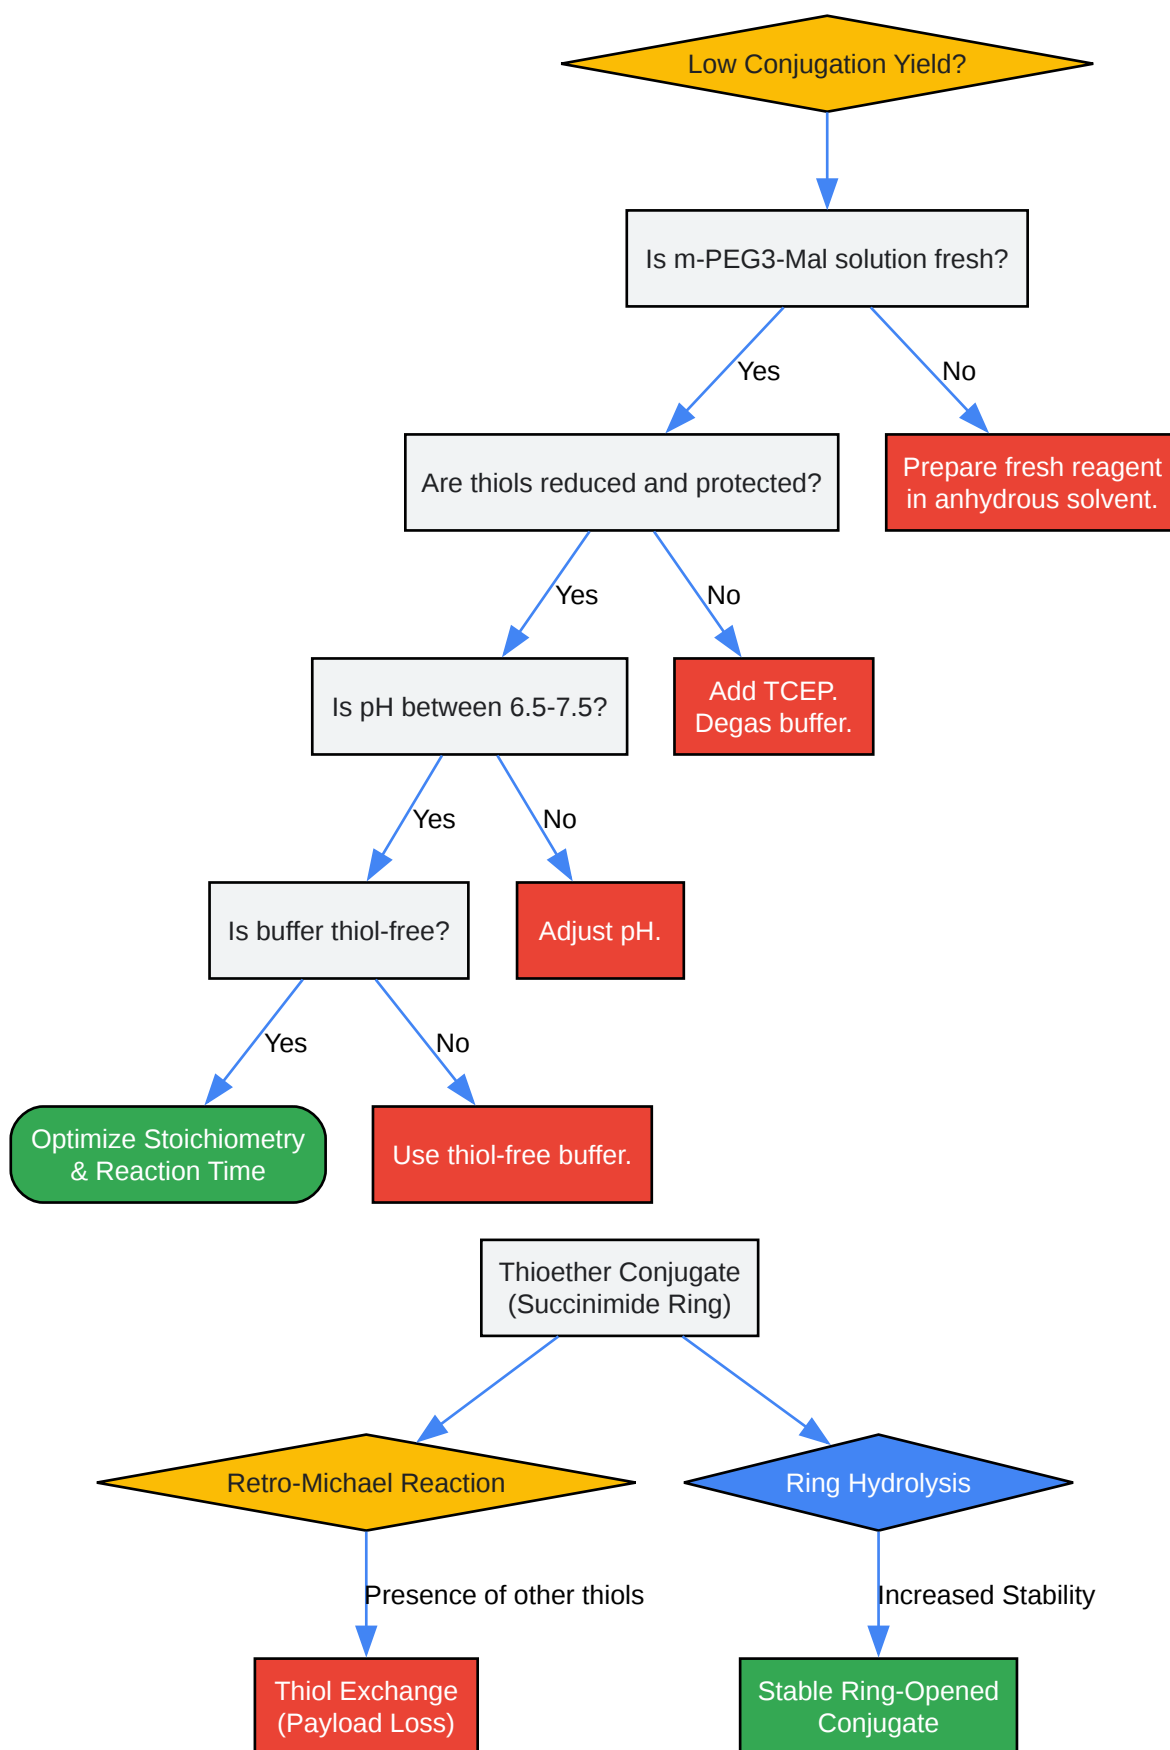 Low Conjugation Yield?
Is m-PEG3-Mal solution fresh?
Yes
No
Are thiols reduced and protected?
Prepare fresh reagent
in anhydrous solvent.
Yes
No
Is pH between 6.5-7.5?
Add TCEP.
Degas buffer.
Yes
No
Is buffer thiol-free?
Adjust pH.
Yes
No
Optimize Stoichiometry
& Reaction Time
Use thiol-free buffer.
Thioether Conjugate
(Succinimide Ring)
Retro-Michael Reaction
Ring Hydrolysis
Presence of other thiols
Increased Stability
Thiol Exchange
(Payload Loss)
Stable Ring-Opened
Conjugate